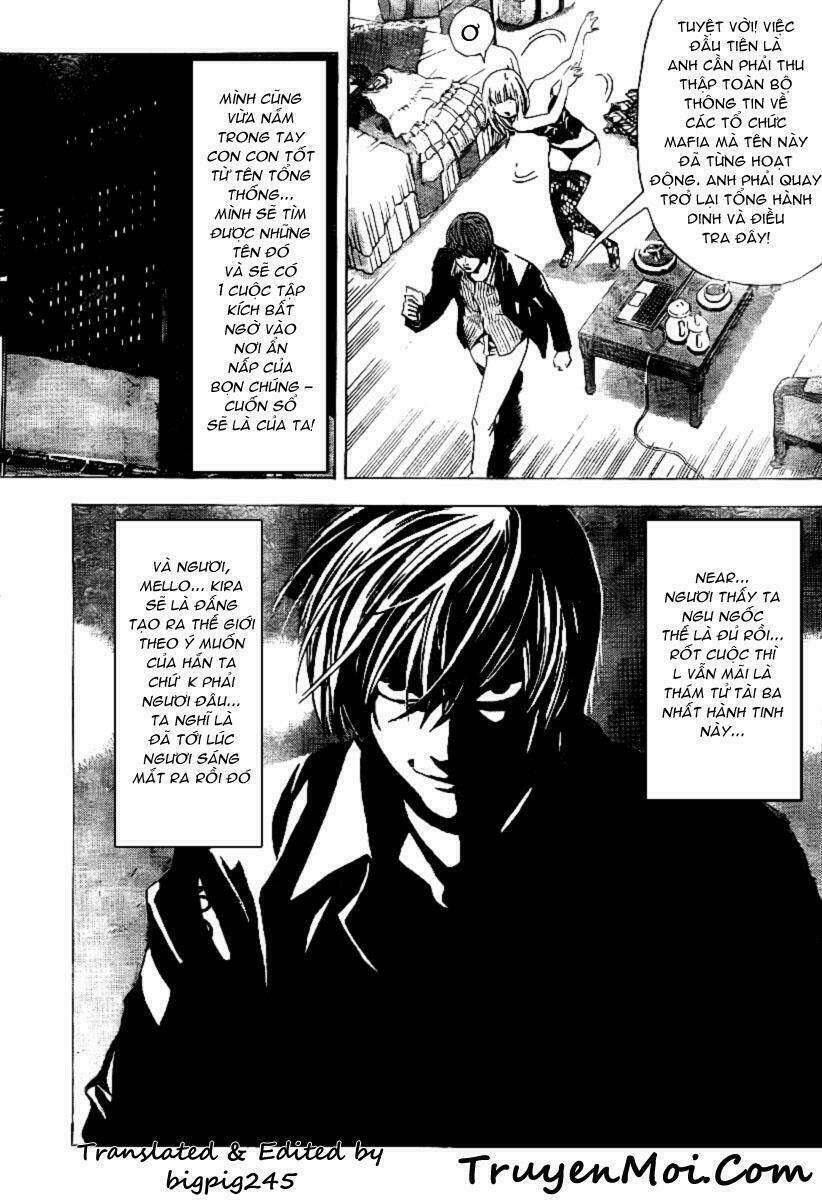 TUYỆT VỜI! VIỆC
ĐẦU TIÊN LÀ
ANH CẦN PHẢI THU
THẬP TOÀN BỘ
THÔNG TIN VỀ
CÁC TỔ CHỨC
MAFIA MÀ TÊN NÀY
ĐÃ TỪNG HOẠT
ĐỘNG. ANH PHẢI QUAY
TRỞ LẠI TỔNG HÀNH
DINH VÀ ĐIỀU
TRA ĐÂY!
Ơ
MÌNH CŨNG
VỪA NẮM
TRONG TAY
CON CON TỐT
TỪ TÊN TỔNG
THỐNG...
MÌNH SẼ TÌM
ĐƯỢC NHỮNG
TÊN ĐÓ
VÀ SẼ CÓ
1 CUỘC TẬP
KÍCH BẤT
NGỜ VÀO
NƠI ẨN
NẤP CỦA
BỌN CHÚNG –
CUỐN SỔ
SẼ LÀ CỦA TA!
NEAR...
NGƯƠI THẤY TA
NGU NGỐC
THẾ LÀ ĐỦ RỒI...
RỐT CUỘC THÌ
L VẪN MÃI LÀ
THÁM TỬ TÀI BA
NHẤT HÀNH TINH
NÀY...
VÀ NGƯƠI,
MELLO... KIRA
SẼ LÀ ĐẤNG
TẠO RA THẾ GIỚI
THEO Ý MUỐN
CỦA HẮN TA
CHỨ K PHẢI
NGƯƠI ĐÂU...
TA NGHĨ LÀ
ĐÃ TỚI LÚC
NGƯƠI SÁNG
MẮT RA RỒI ĐÓ
Translated & Edited by
bigpig245
TruyenMoi.Com